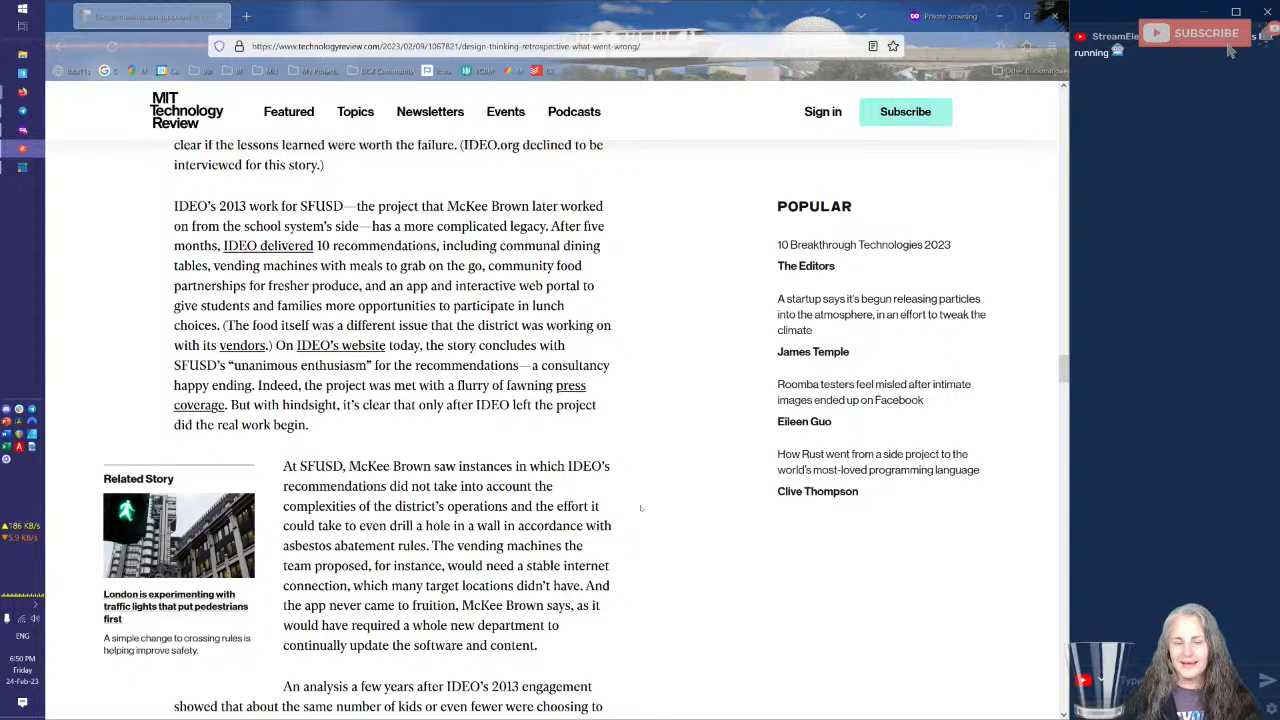 Design thinking was supposed to
Private browsing
https://www.technologyreview.com/2023/02/09/1067821/design-thinking-retrospective-what-went-wrong/
My Projects
Community
Other Bookmarks
StreamEle
running
SUBSCRIBE
MIT
Technology
Review
Featured
Topics
Newsletters
Events
Podcasts
Sign in
Subscribe
clear if the lessons learned were worth the failure. (IDEO.org declined to be
interviewed for this story.)
IDEO's 2013 work for SFUSD—the project that McKee Brown later worked
on from the school system's side—has a more complicated legacy. After five
months, IDEO delivered 10 recommendations, including communal dining
tables, vending machines with meals to grab on the go, community food
partnerships for fresher produce, and an app and interactive web portal to
give students and families more opportunities to participate in lunch
choices. (The food itself was a different issue that the district was working on
with its vendors.) On IDEO's website today, the story concludes with
SFUSD's “unanimous enthusiasm” for the recommendations—a consultancy
happy ending. Indeed, the project was met with a flurry of fawning press
coverage. But with hindsight, it's clear that only after IDEO left the project
did the real work begin.
Related Story
London is experimenting with
traffic lights that put pedestrians
first
A simple change to crossing rules is
helping improve safety.
At SFUSD, McKee Brown saw instances in which IDEO's
recommendations did not take into account the
complexities of the district's operations and the effort it
could take to even drill a hole in a wall in accordance with
asbestos abatement rules. The vending machines the
team proposed, for instance, would need a stable internet
connection, which many target locations didn't have. And
the app never came to fruition, McKee Brown says, as it
would have required a whole new department to
continually update the software and content.
An analysis a few years after IDEO's 2013 engagement
showed that about the same number of kids or even fewer were choosing to
POPULAR
10 Breakthrough Technologies 2023
The Editors
A startup says it's begun releasing particles
into the atmosphere, in an effort to tweak the
climate
James Temple
Roomba testers feel misled after intimate
images ended up on Facebook
Eileen Guo
How Rust went from a side project to the
world's most-loved programming language
Clive Thompson
186 KB/s
5.9 KB/s
ENG
6:50 PM
Friday
24-Feb-23